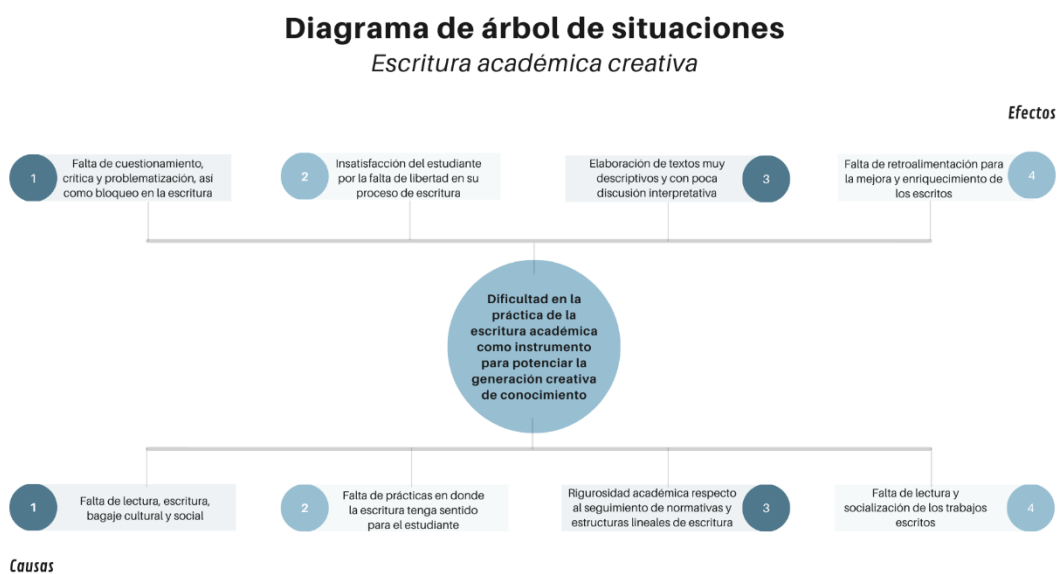 Diagrama de árbol de situaciones
Escritura académica creativa
Efectos
1
Falta de cuestionamiento,
crítica y problematización, así
como bloqueo en la escritura
2
Insatisfacción del estudiante
por la falta de libertad en su
proceso de escritura
Elaboración de textos muy
descriptivos y con poca
discusión interpretativa
3
Falta de retroalimentación para
la mejora y enriquecimiento de
los escritos
4
Dificultad en la
práctica de la
escritura académica
como instrumento
para potenciar la
generación creativa
de conocimiento
1
Falta de lectura, escritura,
bagaje cultural y social
2
Falta de prácticas en donde
la escritura tenga sentido
para el estudiante
Rigurosidad académica respecto
al seguimiento de normativas y
estructuras lineales de escritura
3
Falta de lectura y
socialización de los trabajos
escritos
4
Causas